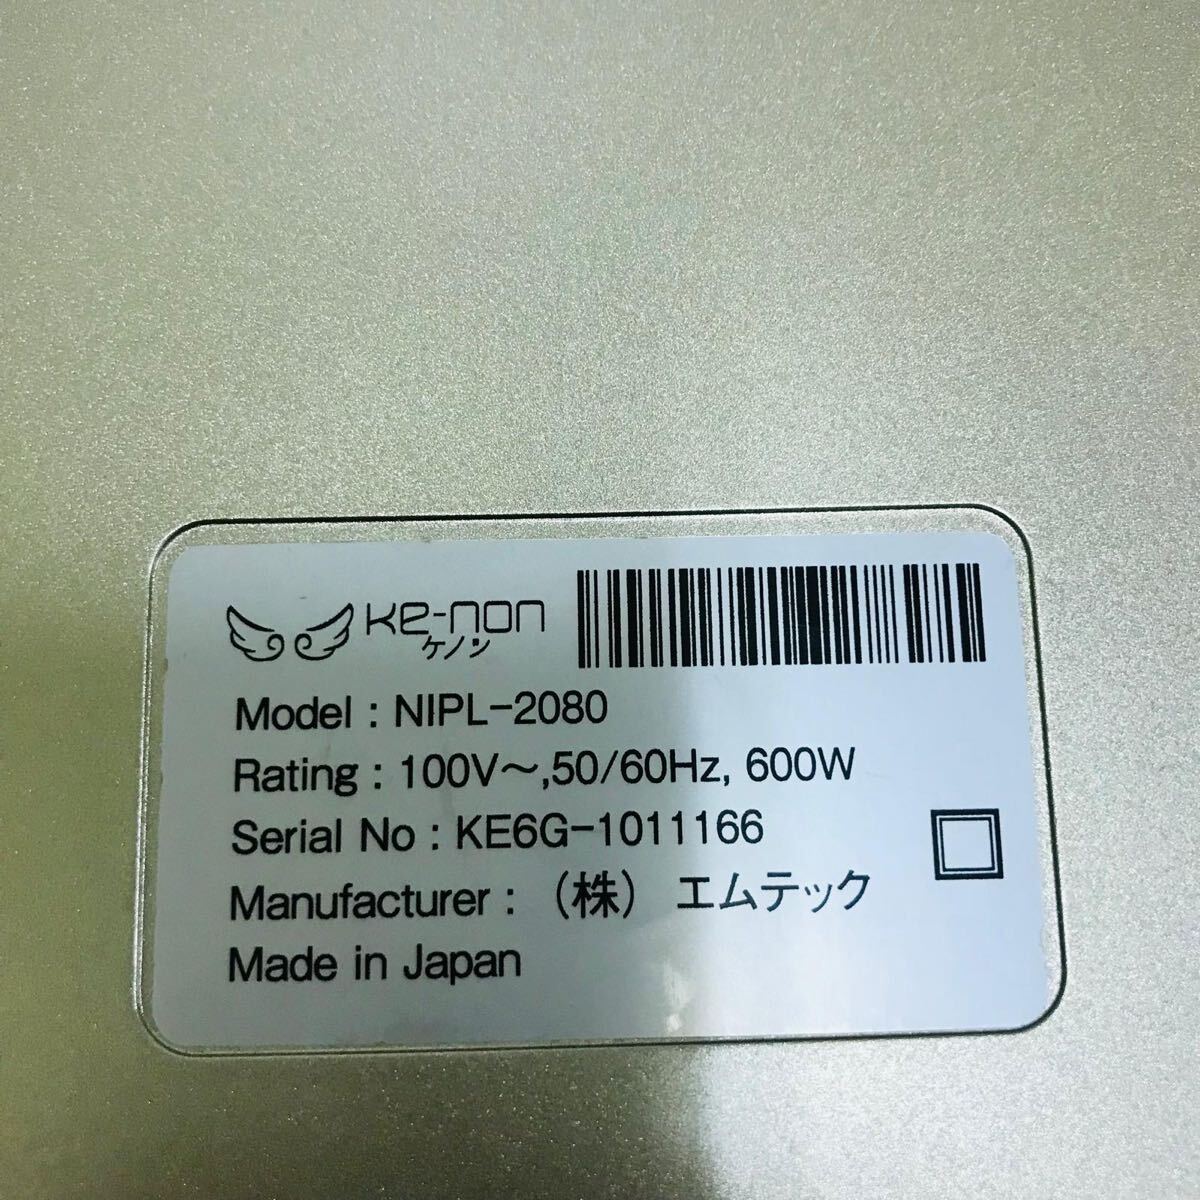 Ke-non
ケノン
Model : NIPL-2080
Rating : 100V～,50/60Hz, 600W
Serial No : KE6G-1011166
Manufacturer : （株） エムテック
Made in Japan